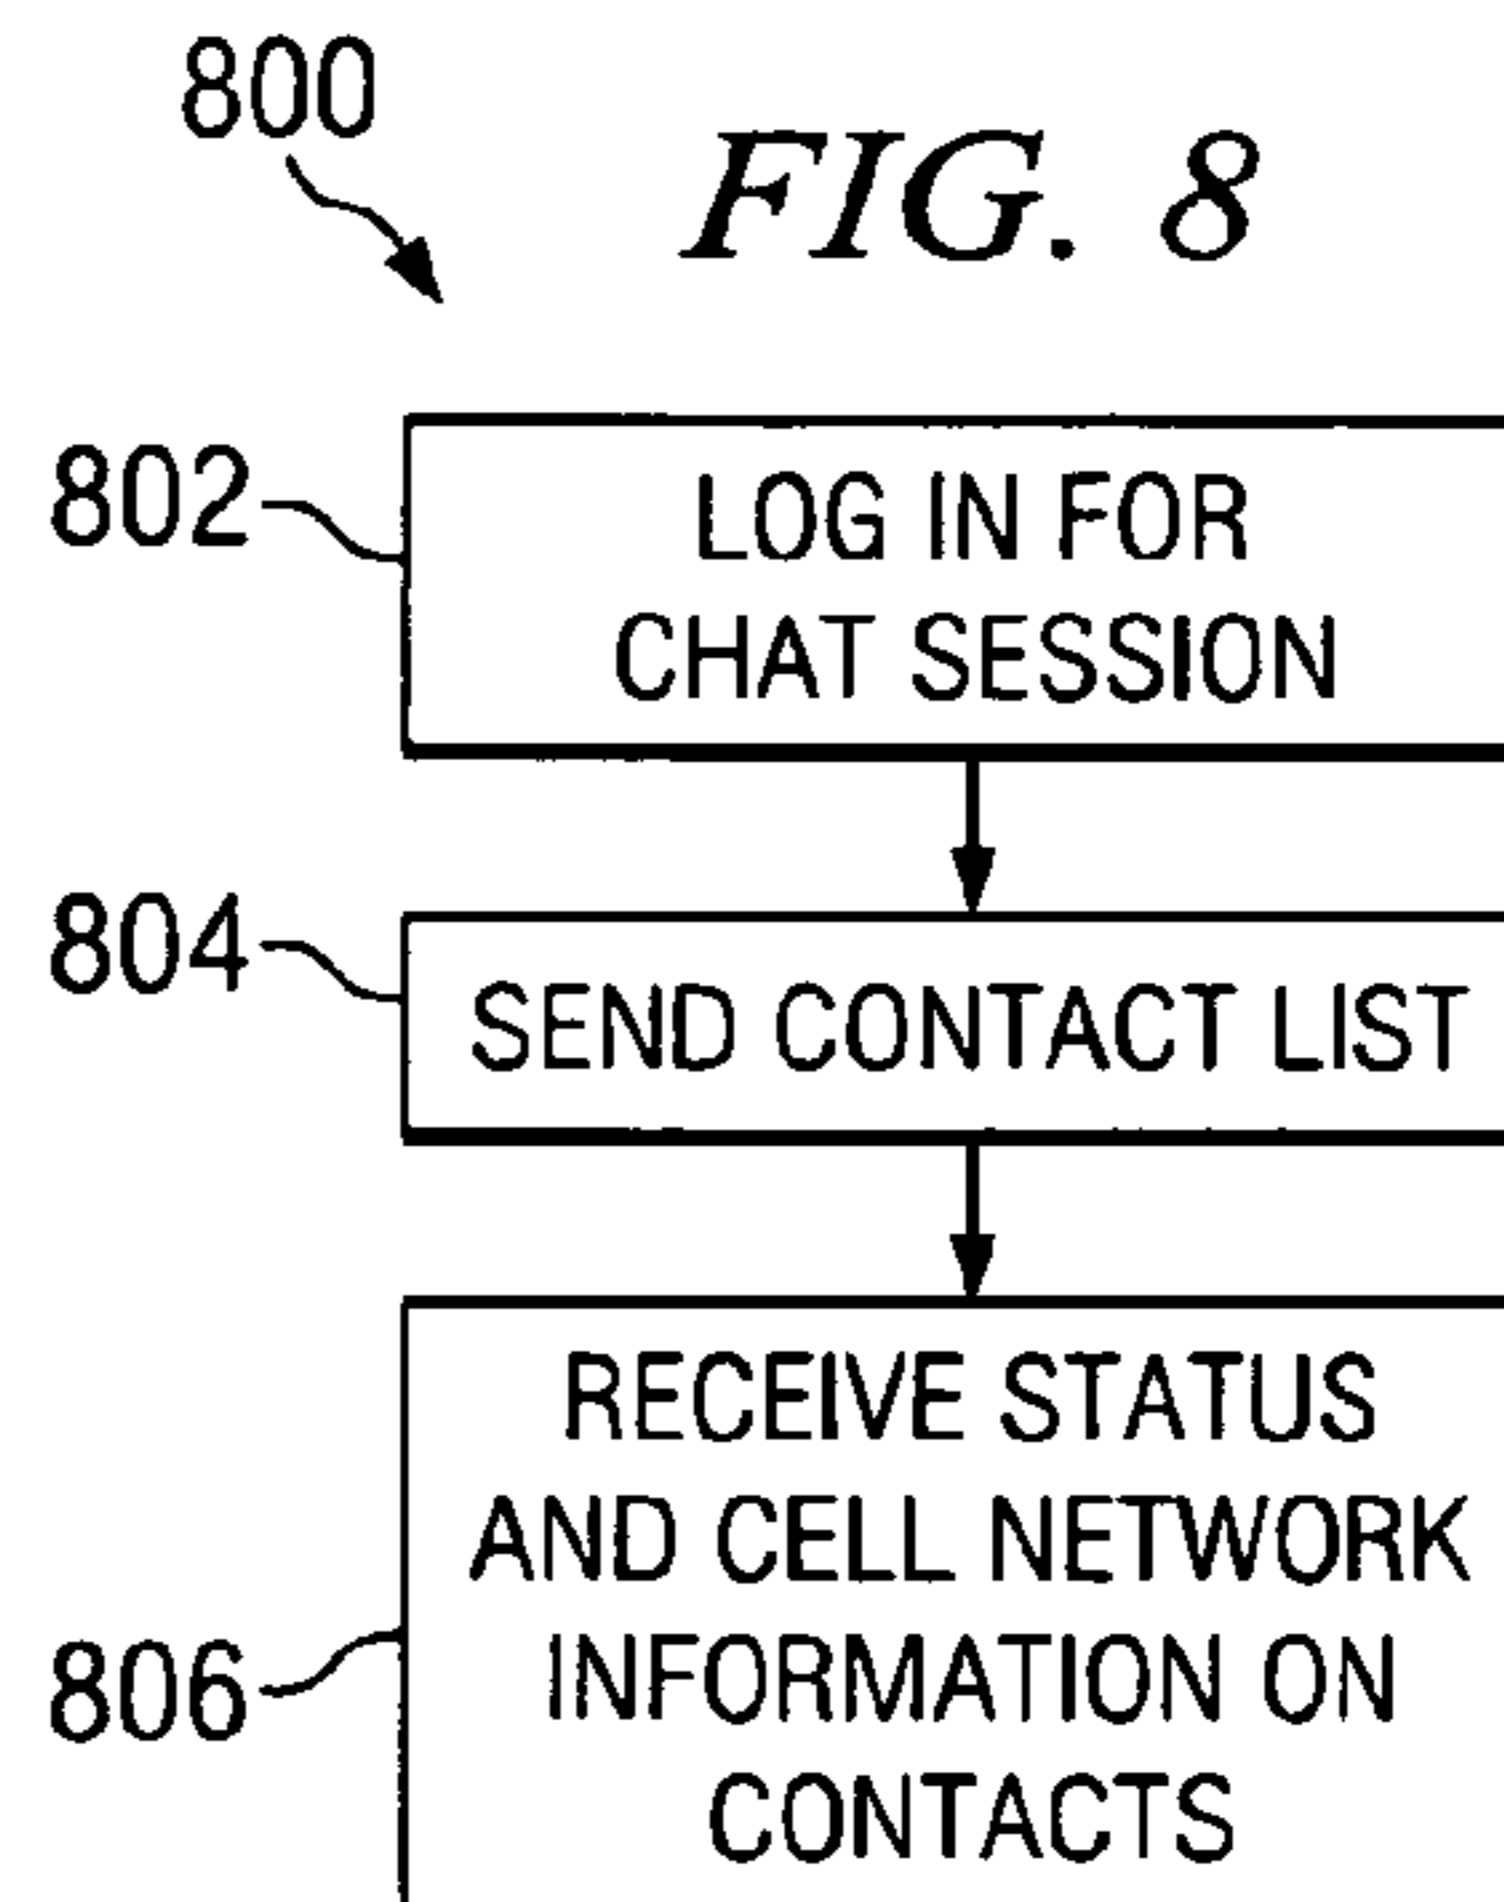 800
FIG. 8
802
LOG IN FOR
CHAT SESSION
804
SEND CONTACT LIST
RECEIVE STATUS
AND CELL NETWORK
INFORMATION ON
806
CONTACTS